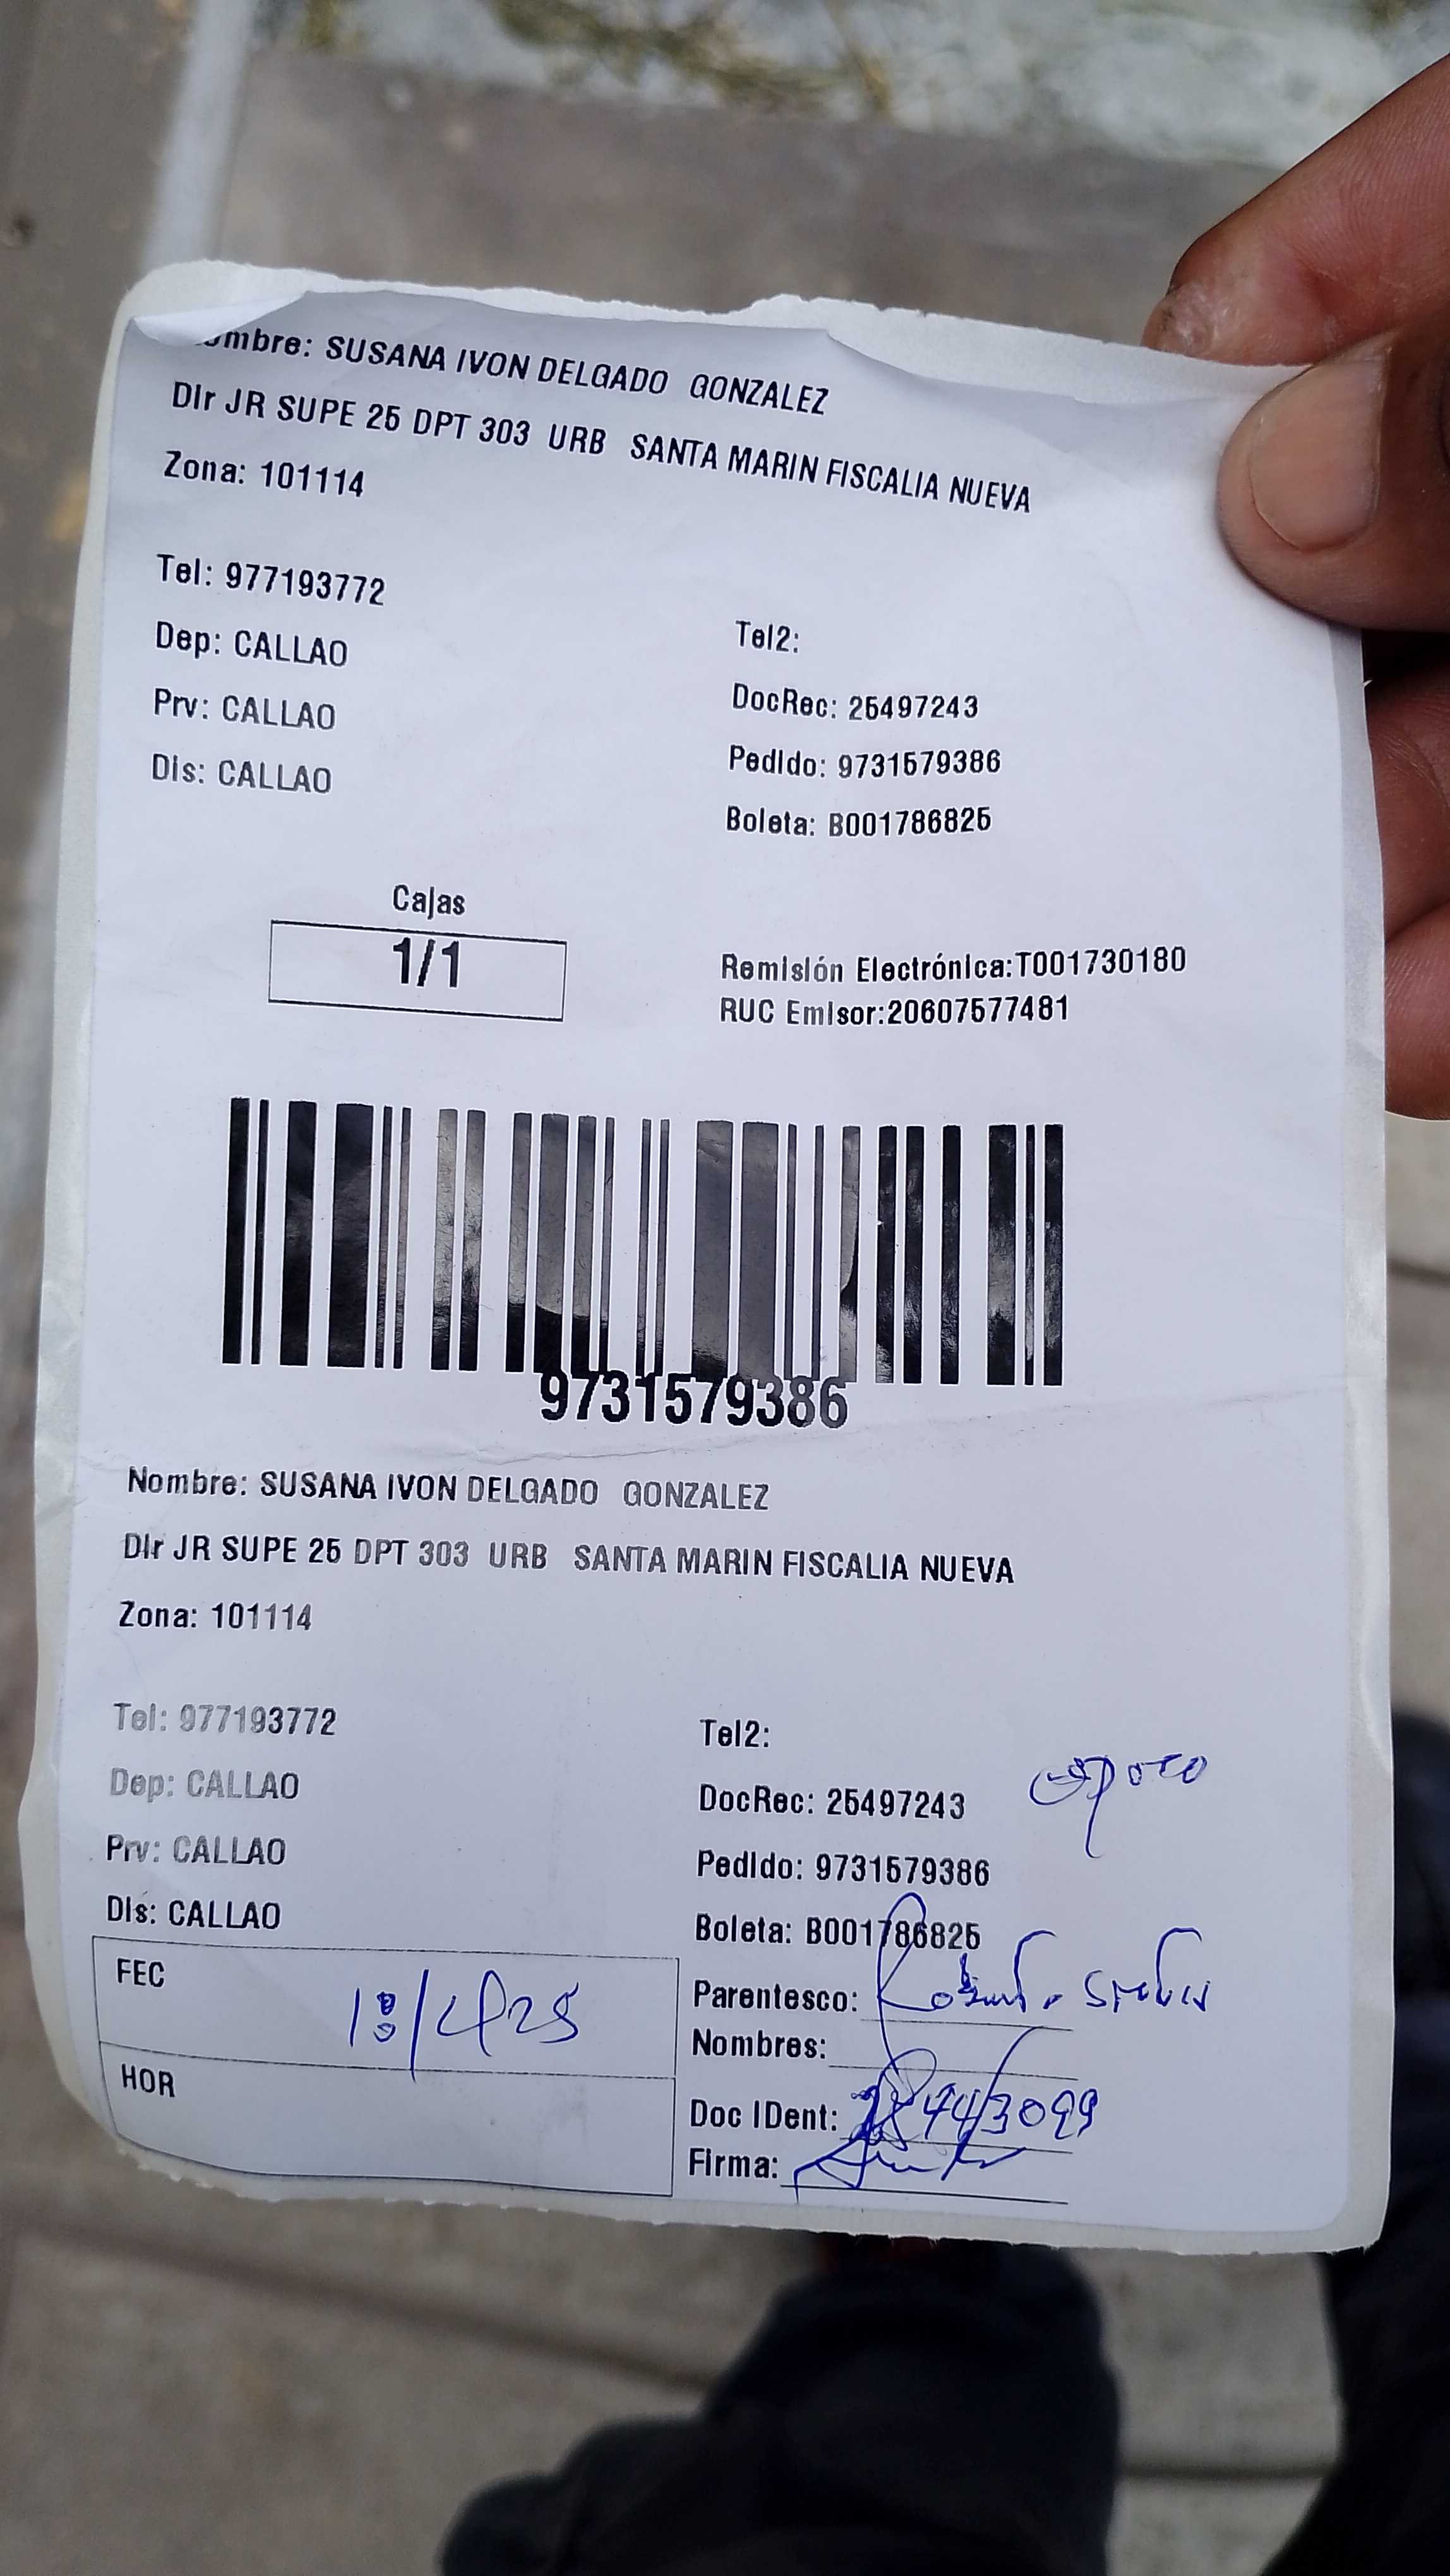 ombre: SUSANA IVON DELGADO GONZALEZ
Dir JR SUPE 25 DPT 303 URB SANTA MARIN FISCALIA NUEVA
Zona: 101114
Tel: 977193772
Tel2:
Dep: CALLAO
DocRec: 25497243
Prv: CALLAO
Pedido: 9731579386
Dis: CALLAO
Boleta: B001786825
Cajas
1/1
Remisión Electrónica:T001730180
RUC Emisor:20607577481
9731579386
Nombre: SUSANA IVON DELGADO GONZALEZ
Dir JR SUPE 25 DPT 303 URB SANTA MARIN FISCALIA NUEVA
Zona: 101114
Tel: 977193772
Tel2:
Dep: CALLAO
DocRec: 25497243
Prv: CALLAO
Pedido: 9731579386
Dis: CALLAO
Boleta: B001786825
FEC
Parentesco:
Nombres:
HOR
Doc IDent:
Firma: